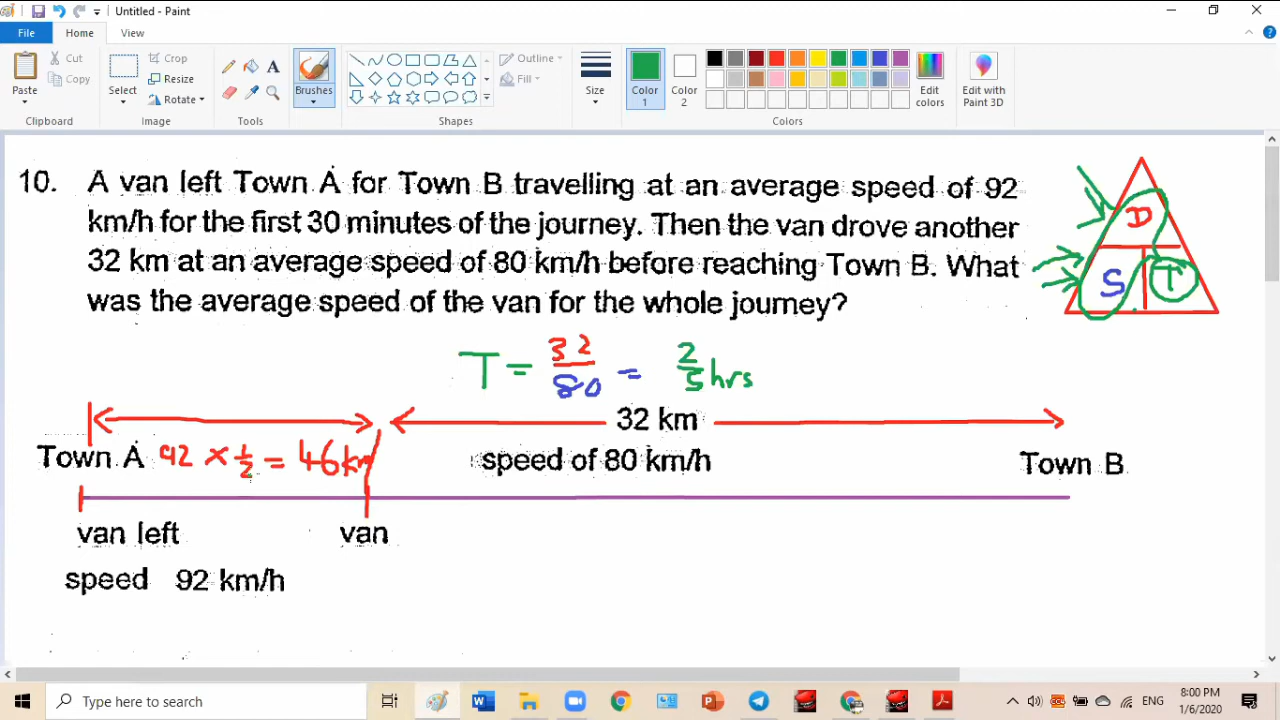 Untitled - Paint
File Home View
Paste Cut Copy Clipboard
Select Crop Resize Rotate Image
Tools
Brushes
Shapes Outline Fill
Size
Color 1 Color 2 Edit colors Colors
Edit with Paint 3D
10. A van left Town A for Town B travelling at an average speed of 92
km/h for the first 30 minutes of the journey. Then the van drove another
32 km at an average speed of 80 km/h before reaching Town B. What
was the average speed of the van for the whole journey?
D
S T
T = 32/80 = 2/5 hrs
32 km
Town A 92 × 1/2 = 46 km speed of 80 km/h Town B
van left van
speed 92 km/h
Type here to search
ENG
8:00 PM
1/6/2020